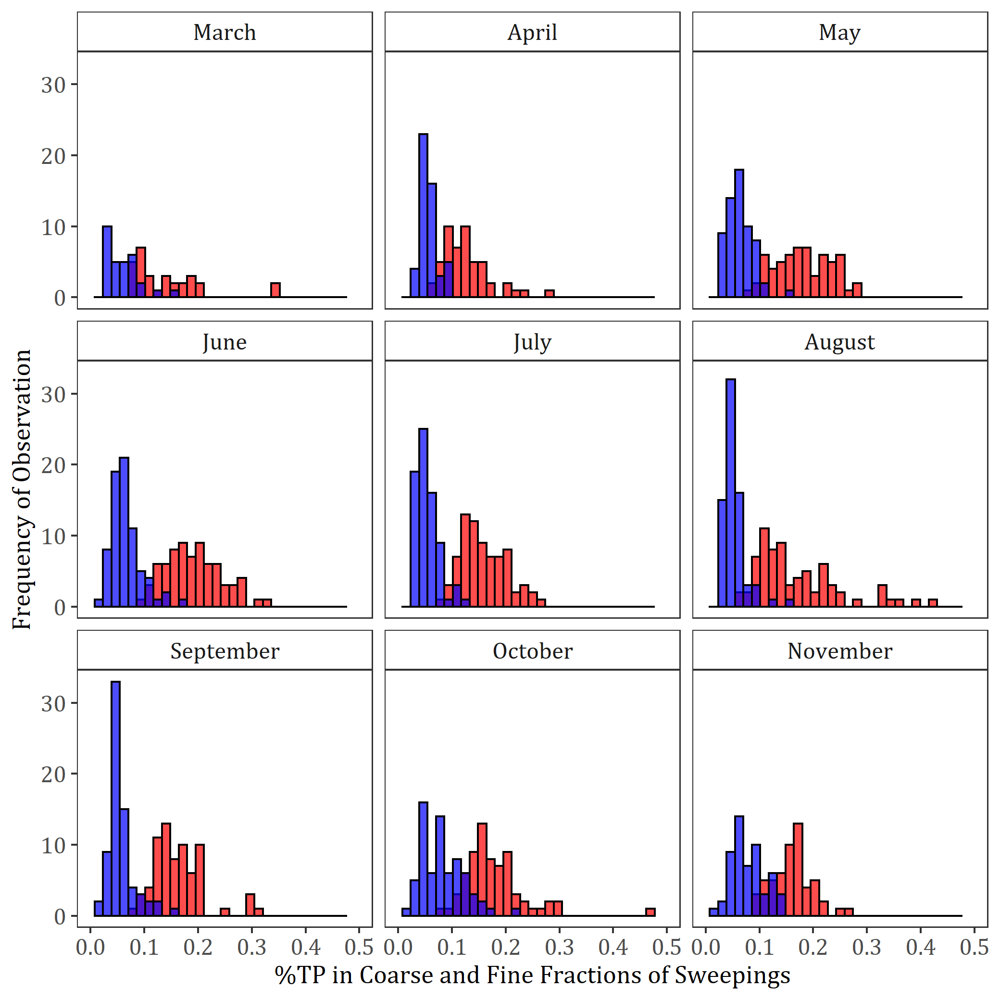 March
April
May
30
20
10
0
June
July
August
Frequency of Observation
30
20
10
0
September
October
November
30
20
10
0
0.0 0.1 0.2 0.3 0.4 0.5 0.0 0.1 0.2 0.3 0.4 0.5 0.0 0.1 0.2 0.3 0.4 0.5
%TP in Coarse and Fine Fractions of Sweepings